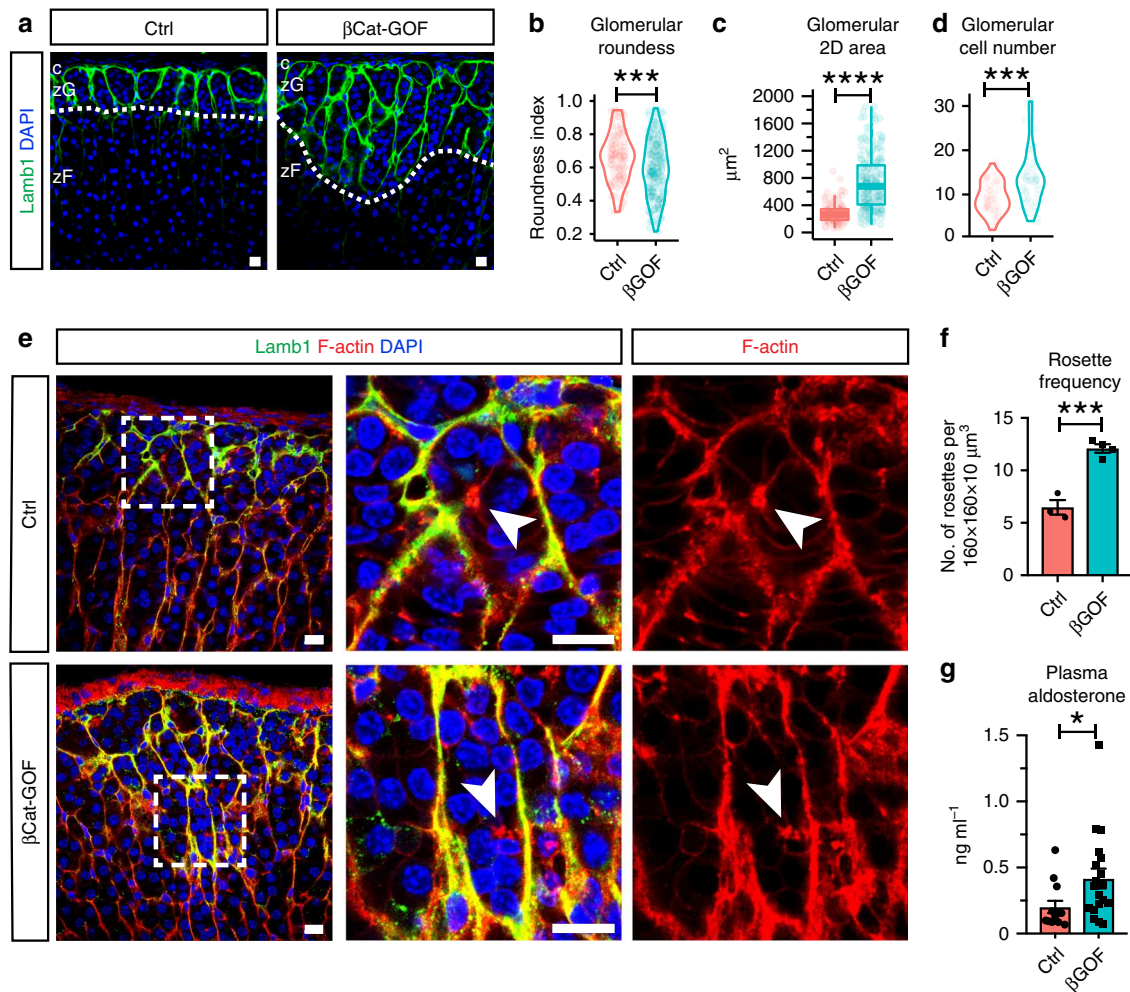 a
Ctrl
βCat-GOF
Lamb1 DAPI
c
zG
zF
c
zG
zF
b
Glomerular
roundess
***
Roundness index
1.0
0.8
0.6
0.4
0.2
Ctrl
βGOF
c
Glomerular
2D area
****
μm²
2000
1600
1200
800
400
0
Ctrl
βGOF
d
Glomerular
cell number
***
30
20
10
0
Ctrl
βGOF
e
Lamb1 F-actin DAPI
F-actin
Ctrl
βCat-GOF
f
Rosette
frequency
***
No. of rosettes per
160×160×10 μm³
15
10
5
0
Ctrl
βGOF
g
Plasma
aldosterone
*
ng ml⁻¹
1.5
1.0
0.5
0
Ctrl
βGOF